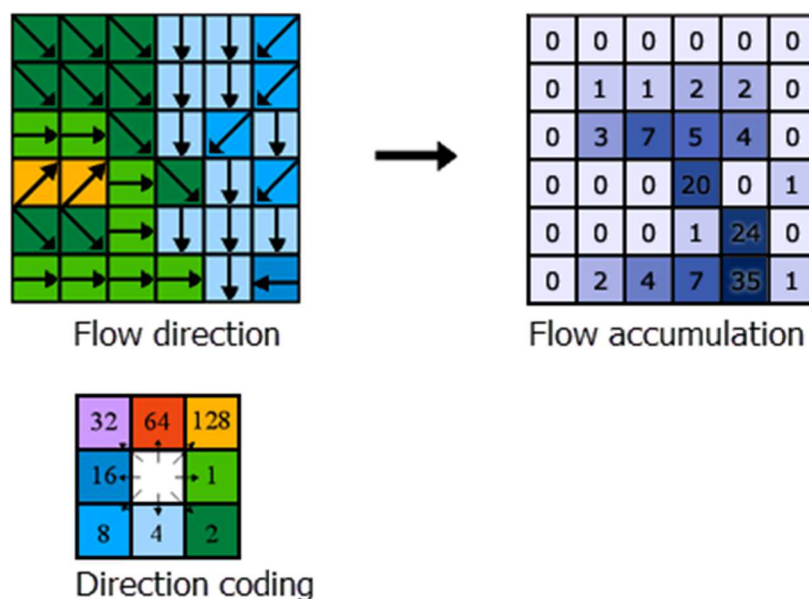 0 0 0 0 0 0
0 1 1 2 2 0
0 3 7 5 4 0
0 0 0 20 0 1
0 0 0 1 24 0
0 2 4 7 35 1
Flow direction Flow accumulation
32 64 128
16 1
8 4 2
Direction coding